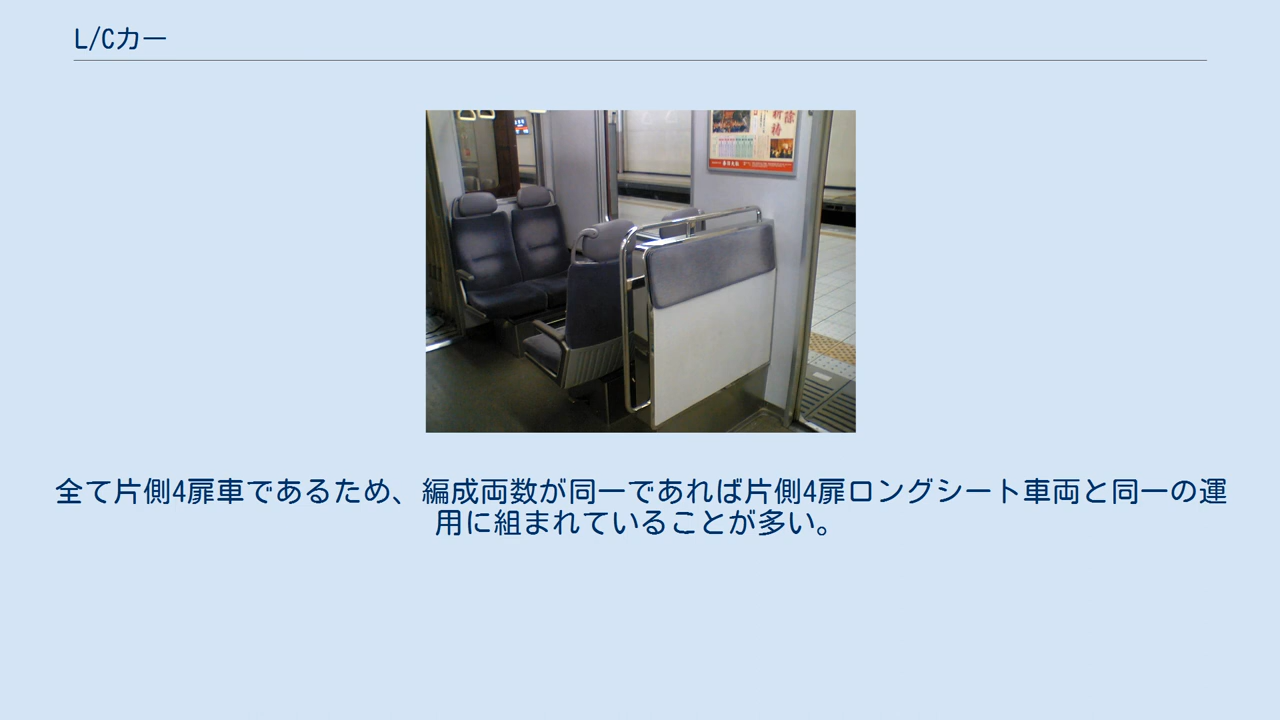 L/Cカー
祈祷
全て片側4扉車であるため、編成両数が同一であれば片側4扉ロングシート車両と同一の運
用に組まれていることが多い。